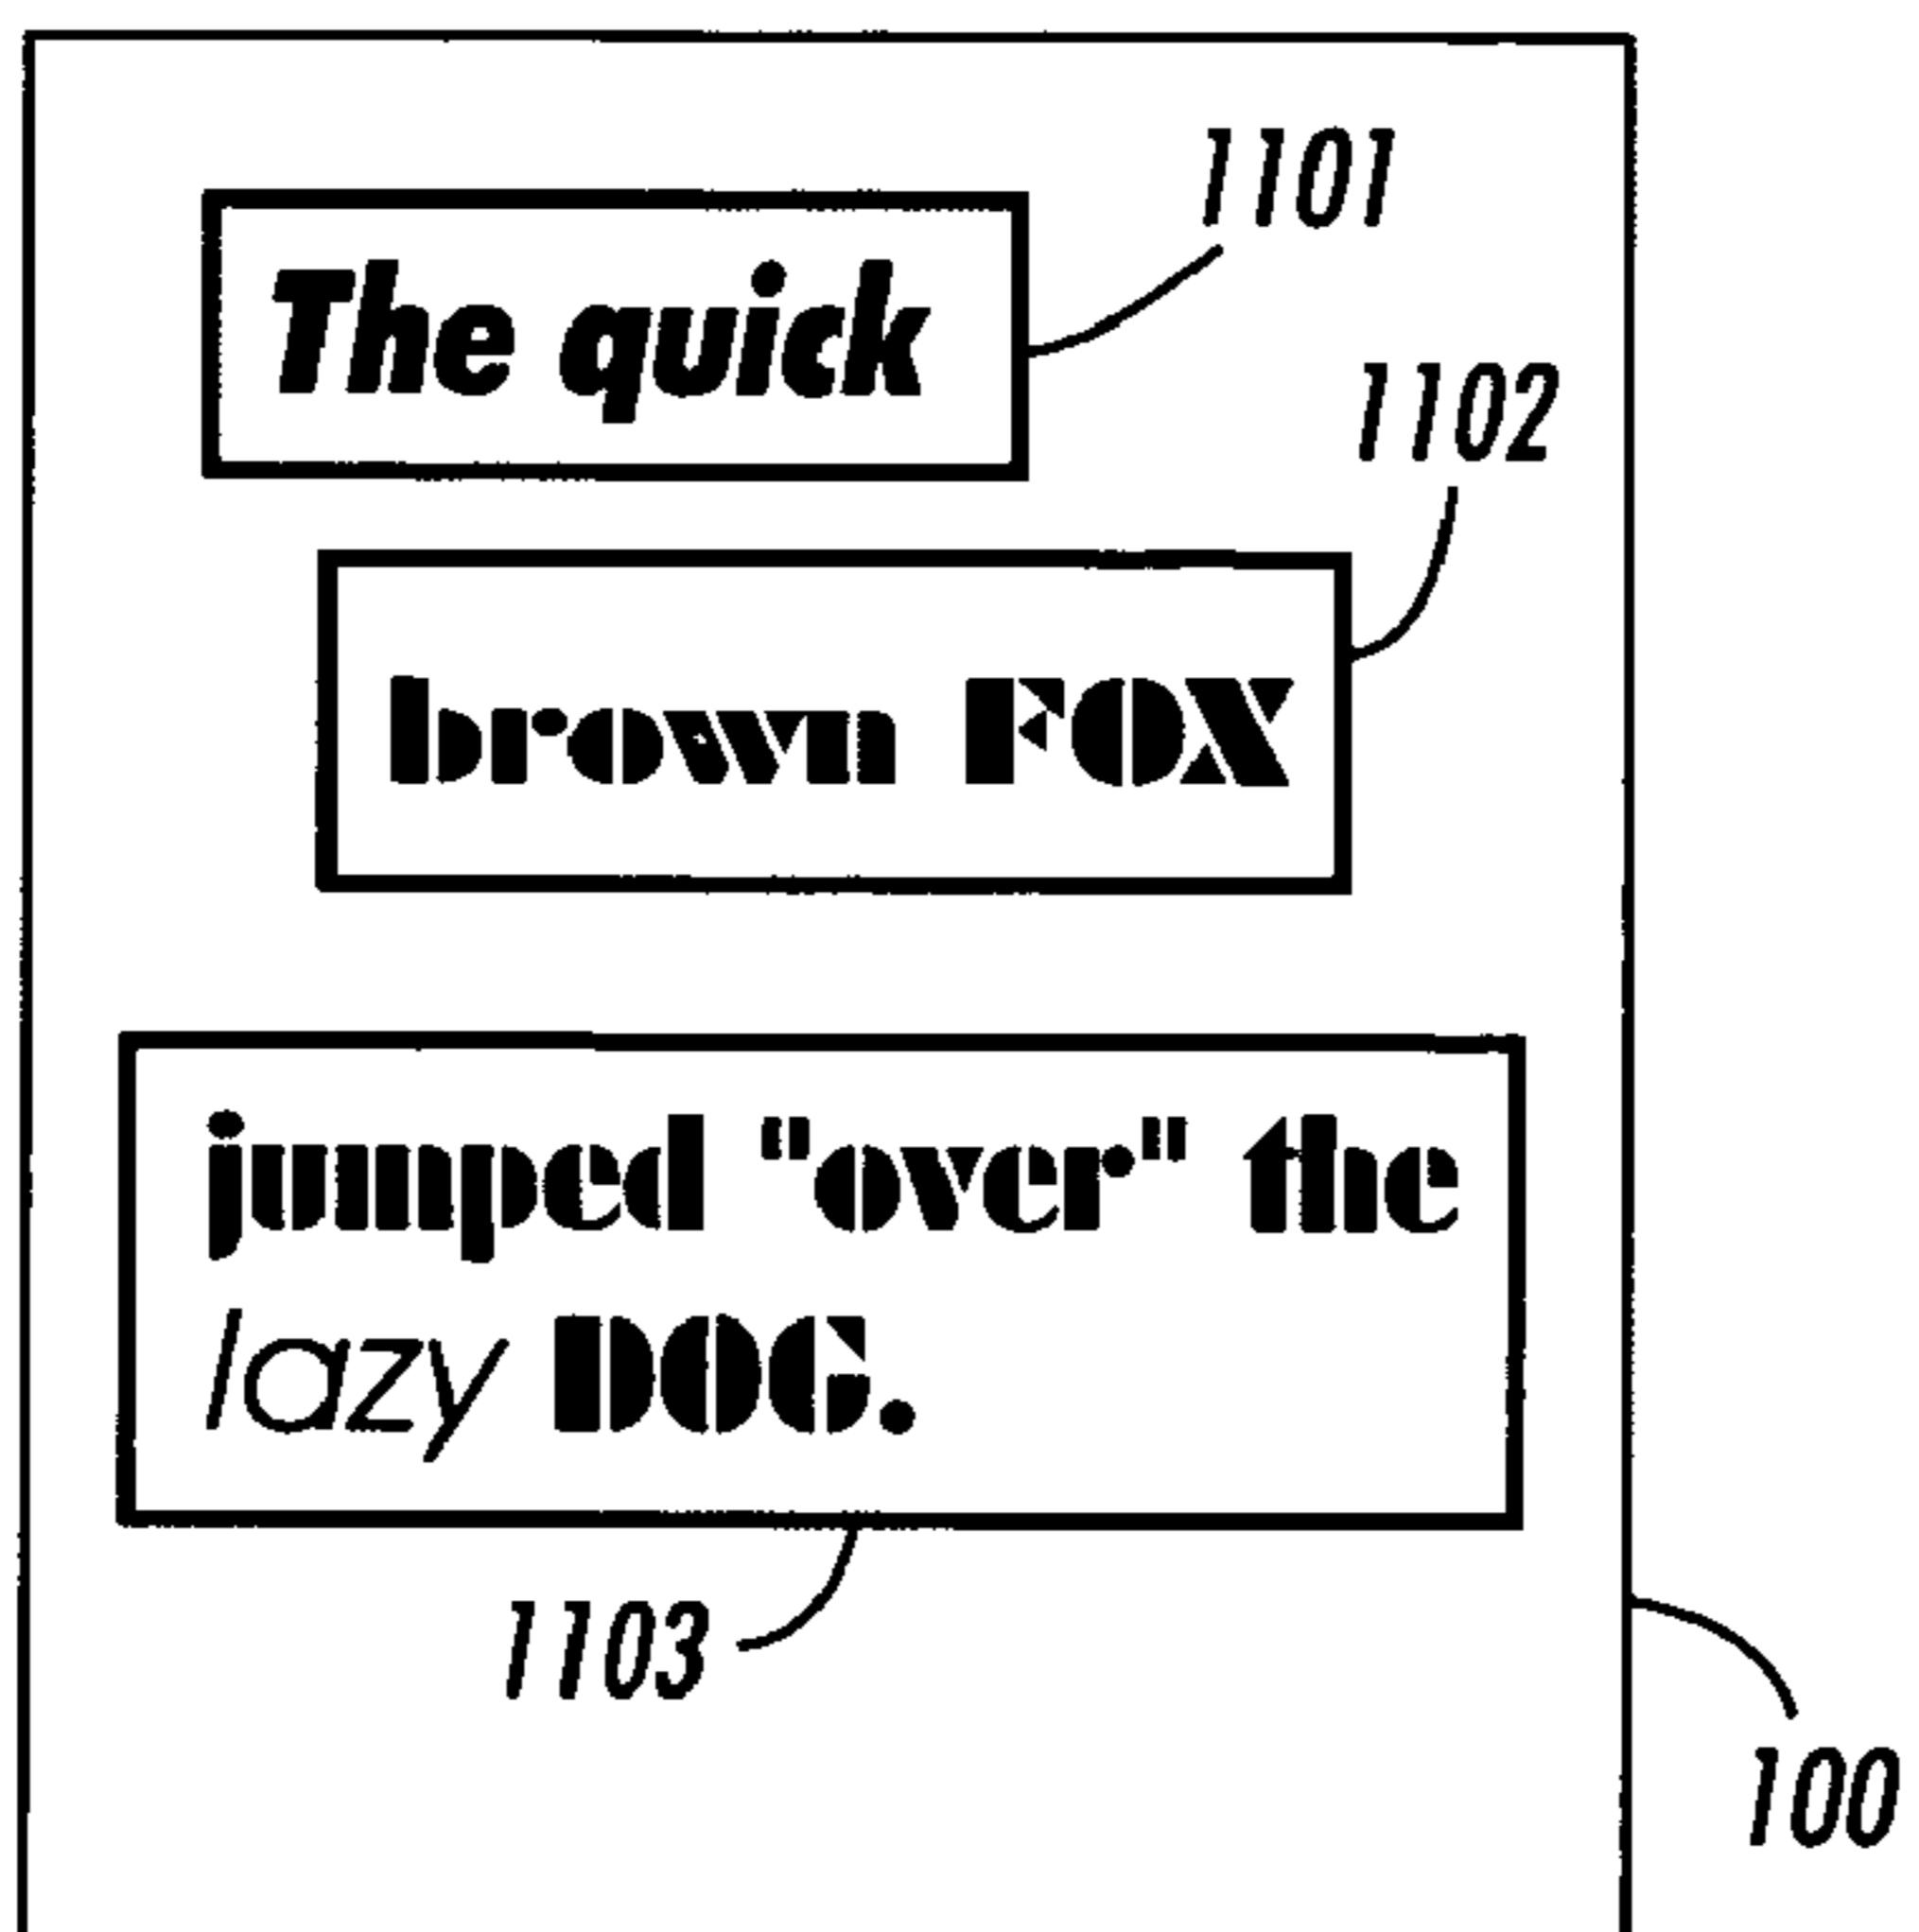 1101
The quick
1102
brown FOX
jumped "over" the
lazy DOG.
1103
100